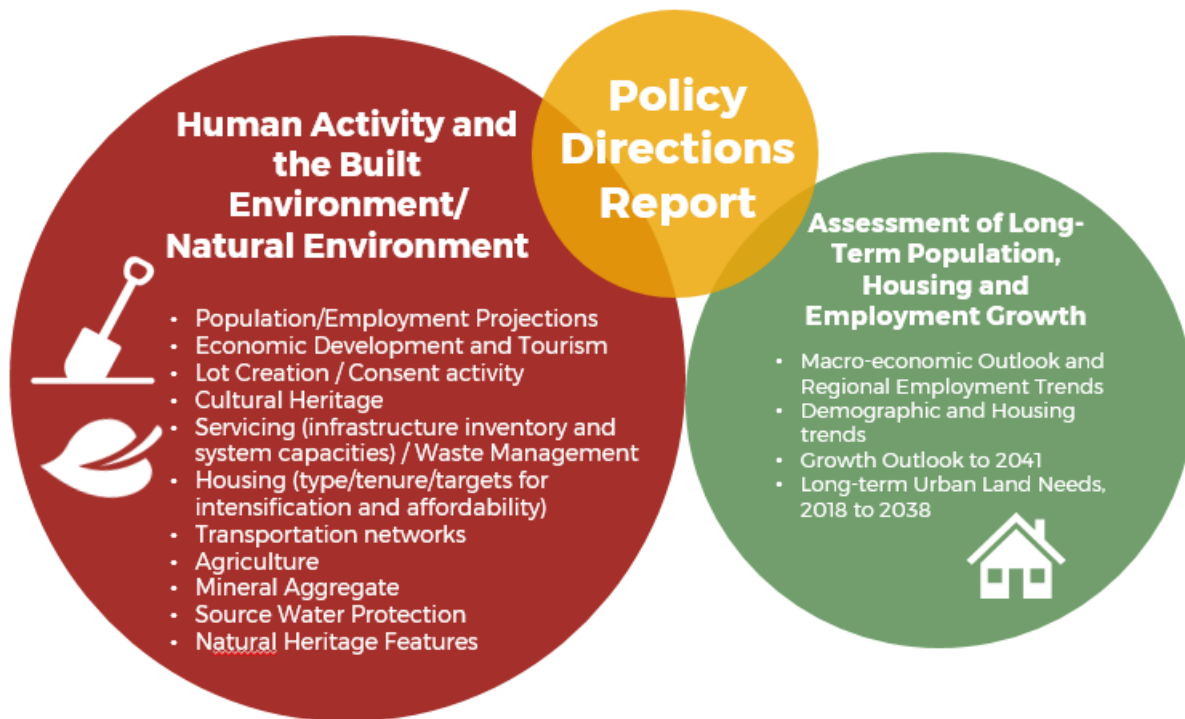 Policy
Directions
Report
Human Activity and
the Built
Environment/
Natural Environment
• Population/Employment Projections
• Economic Development and Tourism
• Lot Creation / Consent activity
• Cultural Heritage
• Servicing (infrastructure inventory and
system capacities) / Waste Management
• Housing (type/tenure/targets for
intensification and affordability)
• Transportation networks
• Agriculture
• Mineral Aggregate
• Source Water Protection
• Natural Heritage Features
Assessment of Long-
Term Population,
Housing and
Employment Growth
• Macro-economic Outlook and
Regional Employment Trends
• Demographic and Housing
trends
• Growth Outlook to 2041
• Long-term Urban Land Needs,
2018 to 2038